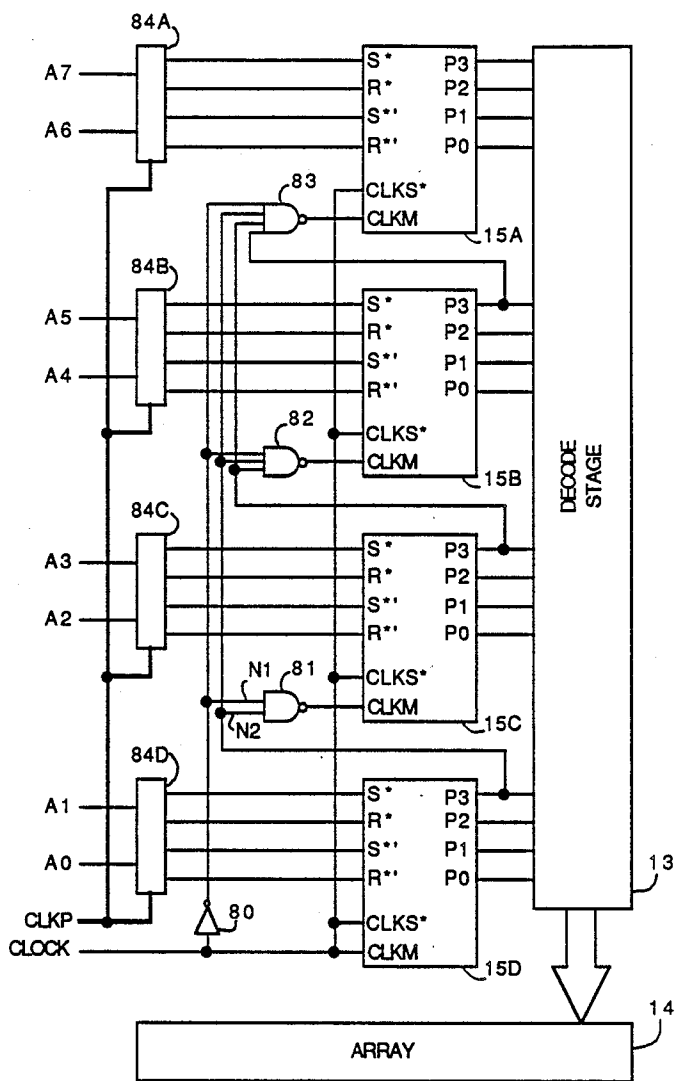 84A
A7
A6
S* P3
R* P2
S*' P1
R*' P0
83
CLKS*
CLKM
15A
84B
A5
A4
S* P3
R* P2
S*' P1
R*' P0
82
CLKS*
CLKM
15B
DECODE
STAGE
84C
A3
A2
S* P3
R* P2
S*' P1
R*' P0
N1
81
CLKS*
CLKM
N2
15C
84D
A1
A0
S* P3
R* P2
S*' P1
R*' P0
13
CLKP
80
CLKS*
CLOCK
CLKM
15D
14
ARRAY